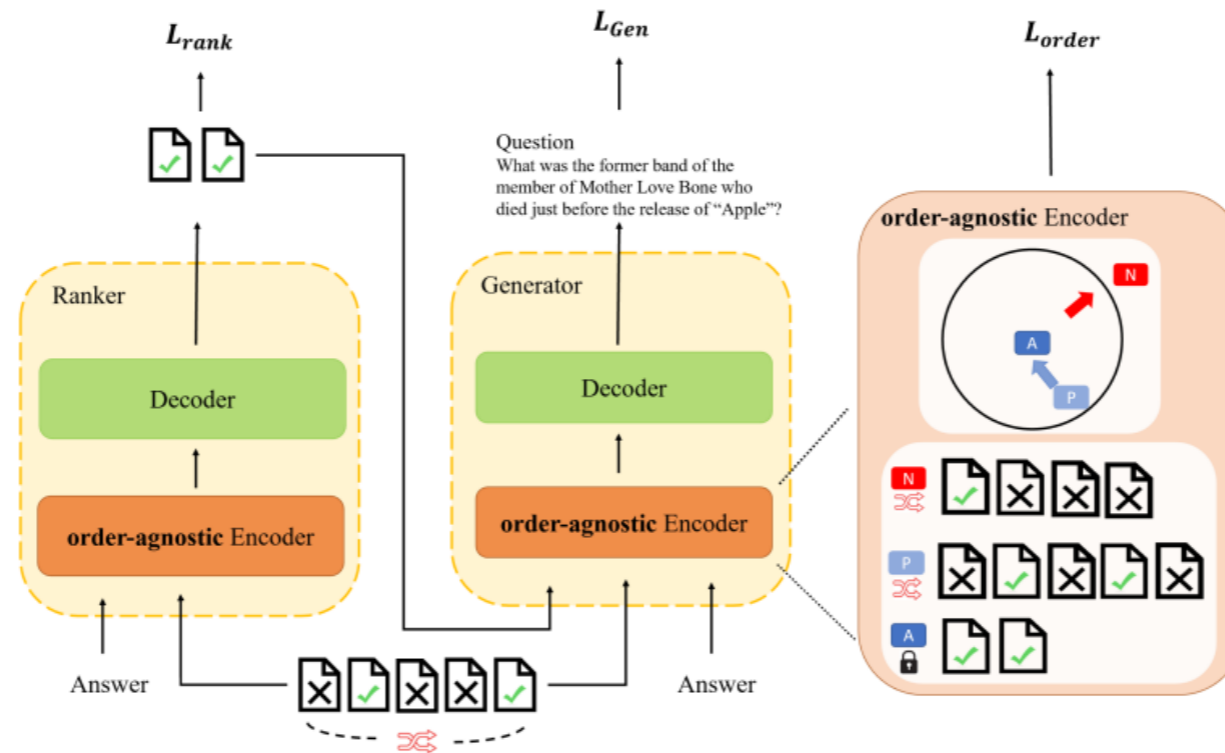 L_rank
L_Gen
L_order
Question
What was the former band of the
member of Mother Love Bone who
died just before the release of “Apple”?
order-agnostic Encoder
N
A
P
Ranker
Generator
Decoder
Decoder
order-agnostic Encoder
order-agnostic Encoder
N
P
A
Answer
Answer